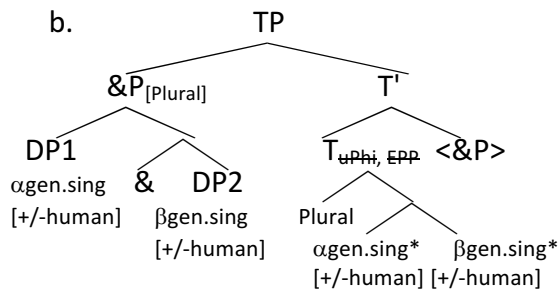 b. TP
&P[Plural] T'
DP1 & DP2 TuPhi, EPP <&P>
αgen.sing βgen.sing Plural
[+/-human] [+/-human] αgen.sing* βgen.sing*
[+/-human] [+/-human]